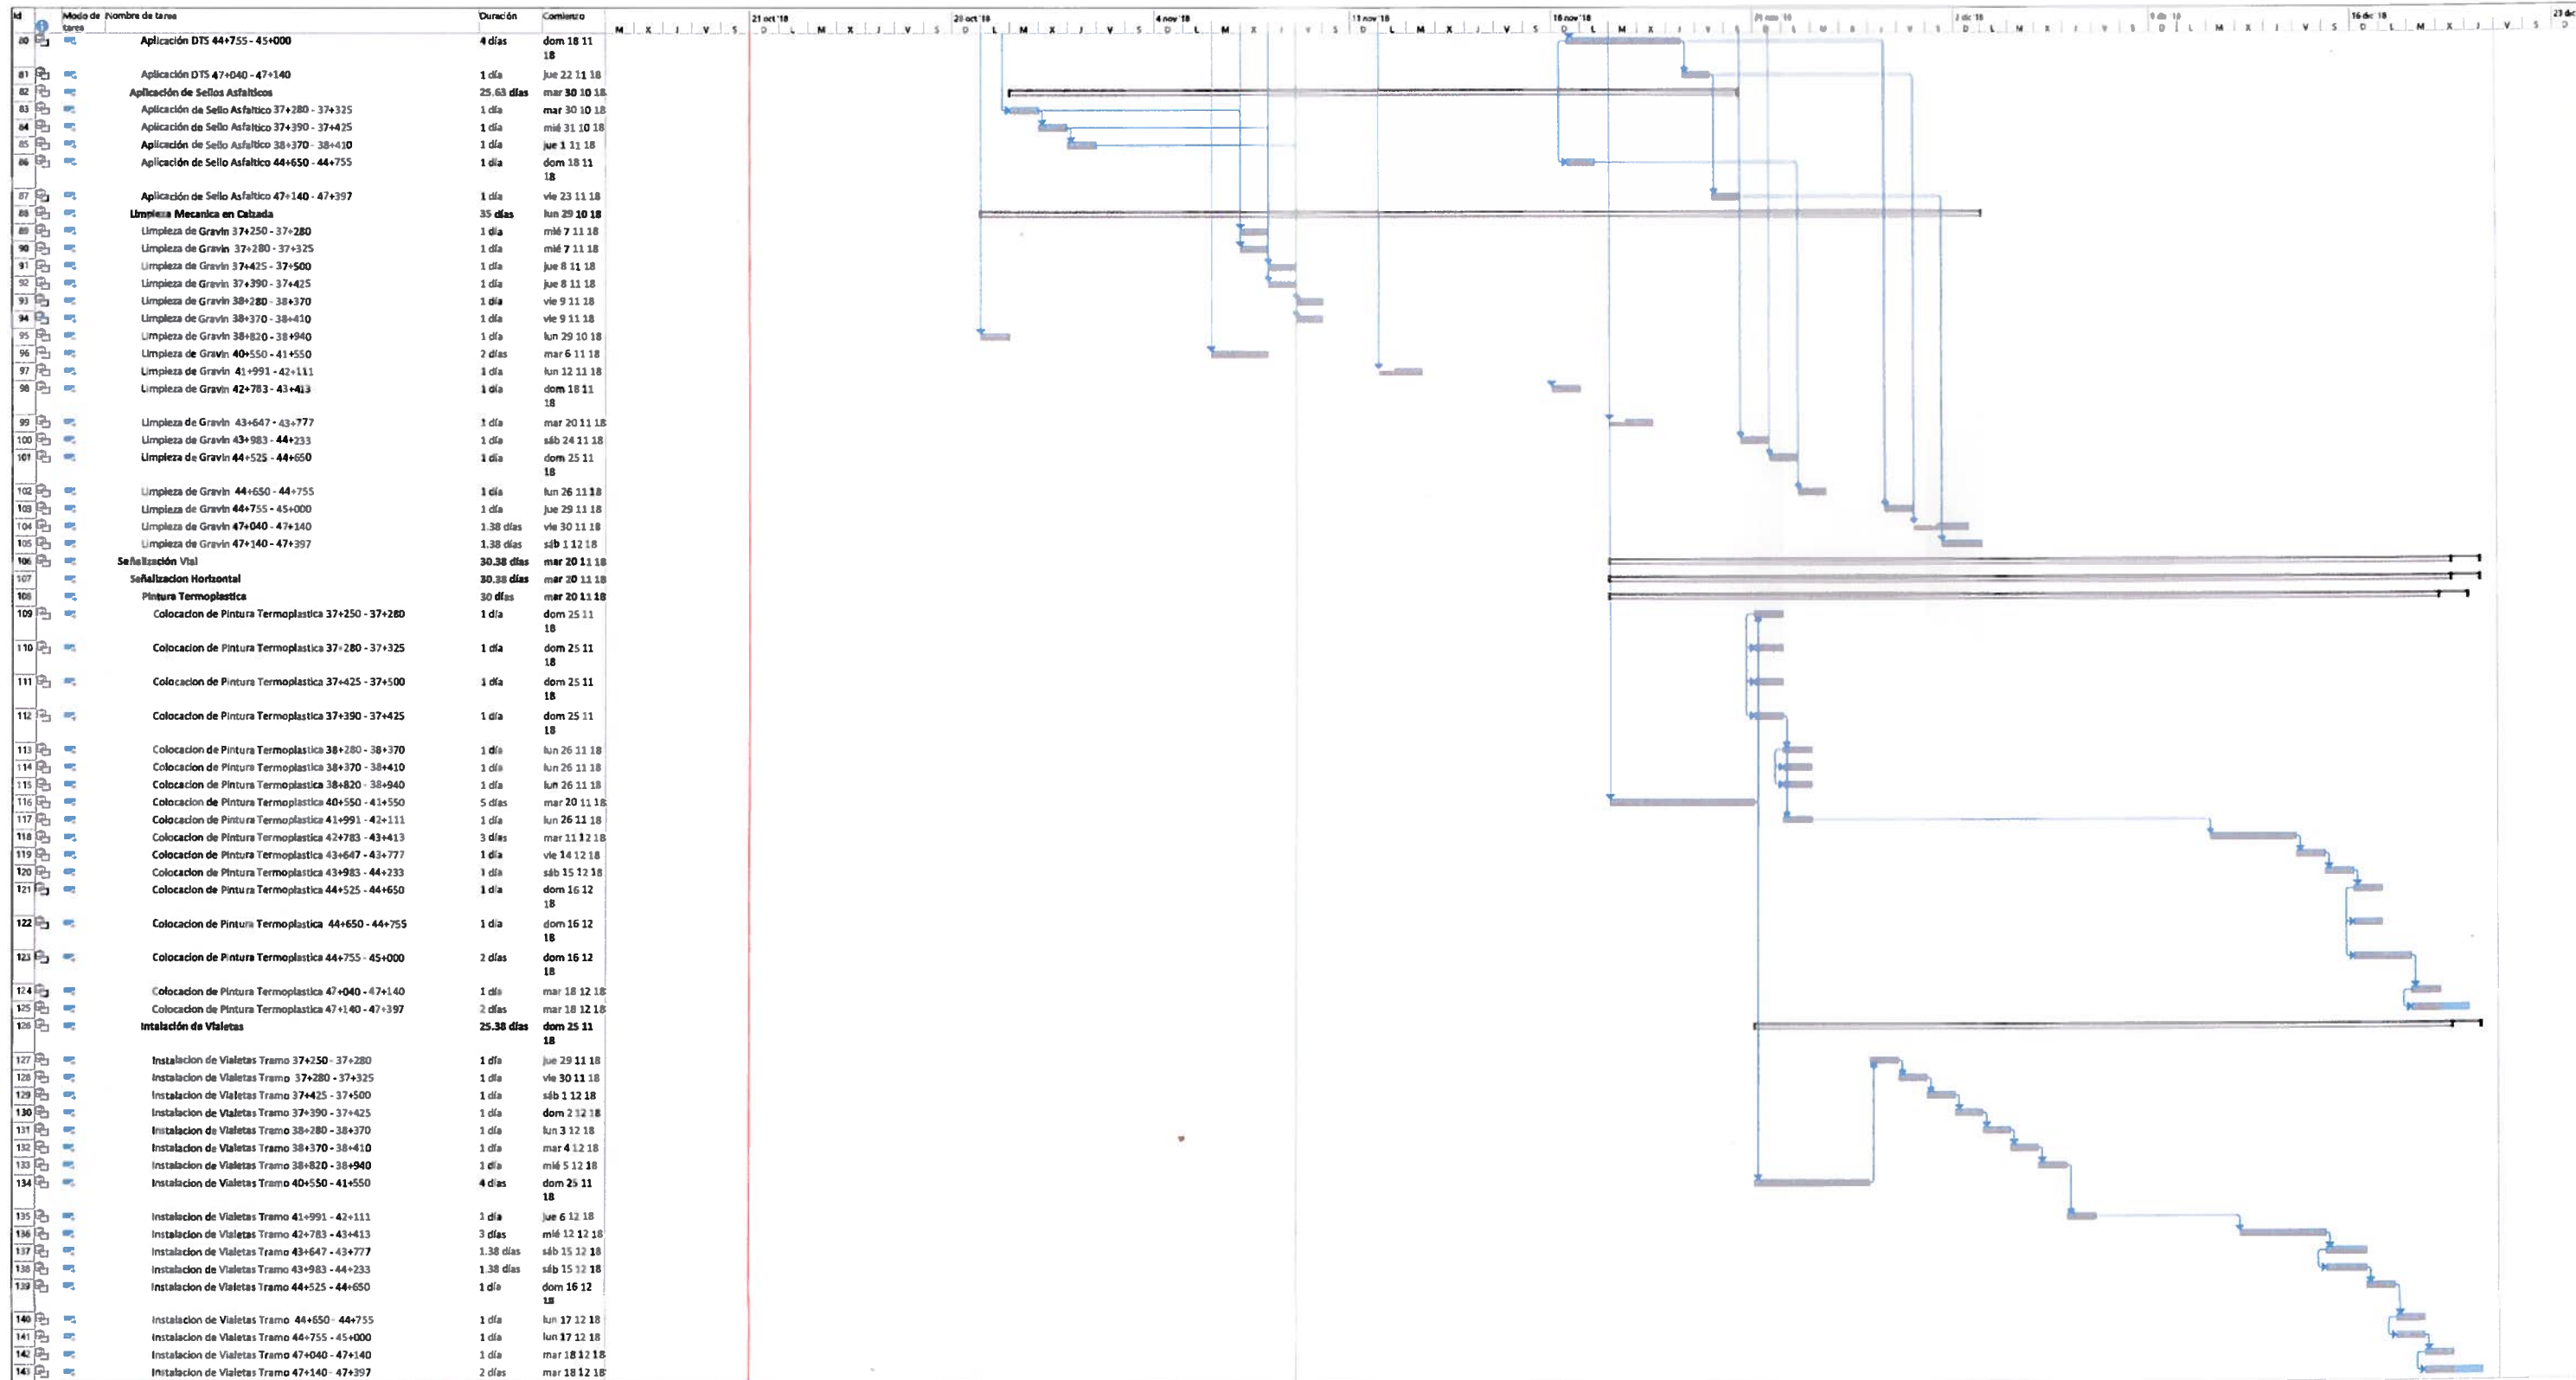 Id Modo de tarea Nombre de tarea Duración Comienzo
21 oct '18 28 oct '18 4 nov '18 11 nov '18 18 nov '18 2 dic '18 16 dic '18
80 Aplicación DTS 44+755 - 45+000 4 días dom 18 11 18
81 Aplicación DTS 47+040 - 47+140 1 día jue 22 11 18
82 Aplicación de Sellos Asfalticos 25.63 días mar 30 10 18
83 Aplicación de Sello Asfaltico 37+280 - 37+325 1 día mar 30 10 18
84 Aplicación de Sello Asfaltico 37+390 - 37+425 1 día mié 31 10 18
85 Aplicación de Sello Asfaltico 38+370 - 38+410 1 día jue 1 11 18
86 Aplicación de Sello Asfaltico 44+650 - 44+755 1 día dom 18 11 18
87 Aplicación de Sello Asfaltico 47+140 - 47+397 1 día vie 23 11 18
88 Limpieza Mecanica en Calzada 35 días lun 29 10 18
89 Limpieza de Gravin 37+250 - 37+280 1 día mié 7 11 18
90 Limpieza de Gravin 37+280 - 37+325 1 día mié 7 11 18
91 Limpieza de Gravin 37+425 - 37+500 1 día jue 8 11 18
92 Limpieza de Gravin 37+390 - 37+425 1 día jue 8 11 18
93 Limpieza de Gravin 38+280 - 38+370 1 día vie 9 11 18
94 Limpieza de Gravin 38+370 - 38+410 1 día vie 9 11 18
95 Limpieza de Gravin 38+820 - 38+940 1 día lun 29 10 18
96 Limpieza de Gravin 40+550 - 41+550 2 días mar 6 11 18
97 Limpieza de Gravin 41+991 - 42+111 1 día lun 12 11 18
98 Limpieza de Gravin 42+783 - 43+413 1 día dom 18 11 18
99 Limpieza de Gravin 43+647 - 43+777 1 día mar 20 11 18
100 Limpieza de Gravin 43+983 - 44+233 1 día sáb 24 11 18
101 Limpieza de Gravin 44+525 - 44+650 1 día dom 25 11 18
102 Limpieza de Gravin 44+650 - 44+755 1 día lun 26 11 18
103 Limpieza de Gravin 44+755 - 45+000 1 día jue 29 11 18
104 Limpieza de Gravin 47+040 - 47+140 1.38 días vie 30 11 18
105 Limpieza de Gravin 47+140 - 47+397 1.38 días sáb 1 12 18
106 Señalización Vial 30.38 días mar 20 11 18
107 Señalizacion Horizontal 30.38 días mar 20 11 18
108 Pintura Termoplastica 30 días mar 20 11 18
109 Colocacion de Pintura Termoplastica 37+250 - 37+280 1 día dom 25 11 18
110 Colocacion de Pintura Termoplastica 37+280 - 37+325 1 día dom 25 11 18
111 Colocacion de Pintura Termoplastica 37+425 - 37+500 1 día dom 25 11 18
112 Colocacion de Pintura Termoplastica 37+390 - 37+425 1 día dom 25 11 18
113 Colocacion de Pintura Termoplastica 38+280 - 38+370 1 día lun 26 11 18
114 Colocacion de Pintura Termoplastica 38+370 - 38+410 1 día lun 26 11 18
115 Colocacion de Pintura Termoplastica 38+820 - 38+940 1 día lun 26 11 18
116 Colocacion de Pintura Termoplastica 40+550 - 41+550 5 días mar 20 11 18
117 Colocacion de Pintura Termoplastica 41+991 - 42+111 1 día lun 26 11 18
118 Colocacion de Pintura Termoplastica 42+783 - 43+413 3 días mar 11 12 18
119 Colocacion de Pintura Termoplastica 43+647 - 43+777 1 día vie 14 12 18
120 Colocacion de Pintura Termoplastica 43+983 - 44+233 1 día sáb 15 12 18
121 Colocacion de Pintura Termoplastica 44+525 - 44+650 1 día dom 16 12 18
122 Colocacion de Pintura Termoplastica 44+650 - 44+755 1 día dom 16 12 18
123 Colocacion de Pintura Termoplastica 44+755 - 45+000 2 días dom 16 12 18
124 Colocacion de Pintura Termoplastica 47+040 - 47+140 1 día mar 18 12 18
125 Colocacion de Pintura Termoplastica 47+140 - 47+397 2 días mar 18 12 18
126 Intalación de Vialetas 25.38 días dom 25 11 18
127 Instalacion de Vialetas Tramo 37+250 - 37+280 1 día jue 29 11 18
128 Instalacion de Vialetas Tramo 37+280 - 37+325 1 día vie 30 11 18
129 Instalacion de Vialetas Tramo 37+425 - 37+500 1 día sáb 1 12 18
130 Instalacion de Vialetas Tramo 37+390 - 37+425 1 día dom 2 12 18
131 Instalacion de Vialetas Tramo 38+280 - 38+370 1 día lun 3 12 18
132 Instalacion de Vialetas Tramo 38+370 - 38+410 1 día mar 4 12 18
133 Instalacion de Vialetas Tramo 38+820 - 38+940 1 día mié 5 12 18
134 Instalacion de Vialetas Tramo 40+550 - 41+550 4 días dom 25 11 18
135 Instalacion de Vialetas Tramo 41+991 - 42+111 1 día jue 6 12 18
136 Instalacion de Vialetas Tramo 42+783 - 43+413 3 días mié 12 12 18
137 Instalacion de Vialetas Tramo 43+647 - 43+777 1.38 días sáb 15 12 18
138 Instalacion de Vialetas Tramo 43+983 - 44+233 1.38 días sáb 15 12 18
139 Instalacion de Vialetas Tramo 44+525 - 44+650 1 día dom 16 12 18
140 Instalacion de Vialetas Tramo 44+650 - 44+755 1 día lun 17 12 18
141 Instalacion de Vialetas Tramo 44+755 - 45+000 1 día lun 17 12 18
142 Instalacion de Vialetas Tramo 47+040 - 47+140 1 día mar 18 12 18
143 Instalacion de Vialetas Tramo 47+140 - 47+397 2 días mar 18 12 18